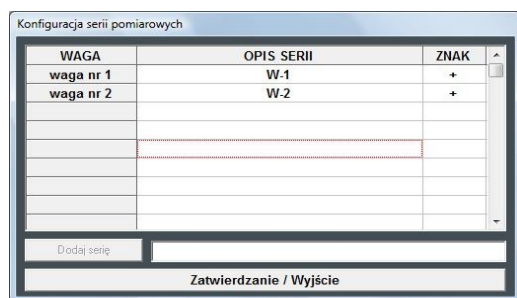 Konfiguracja serii pomiarowych
WAGA OPIS SERII ZNAK
waga nr 1 W-1 +
waga nr 2 W-2 +
Dodaj serię
Zatwierdzanie / Wyjście